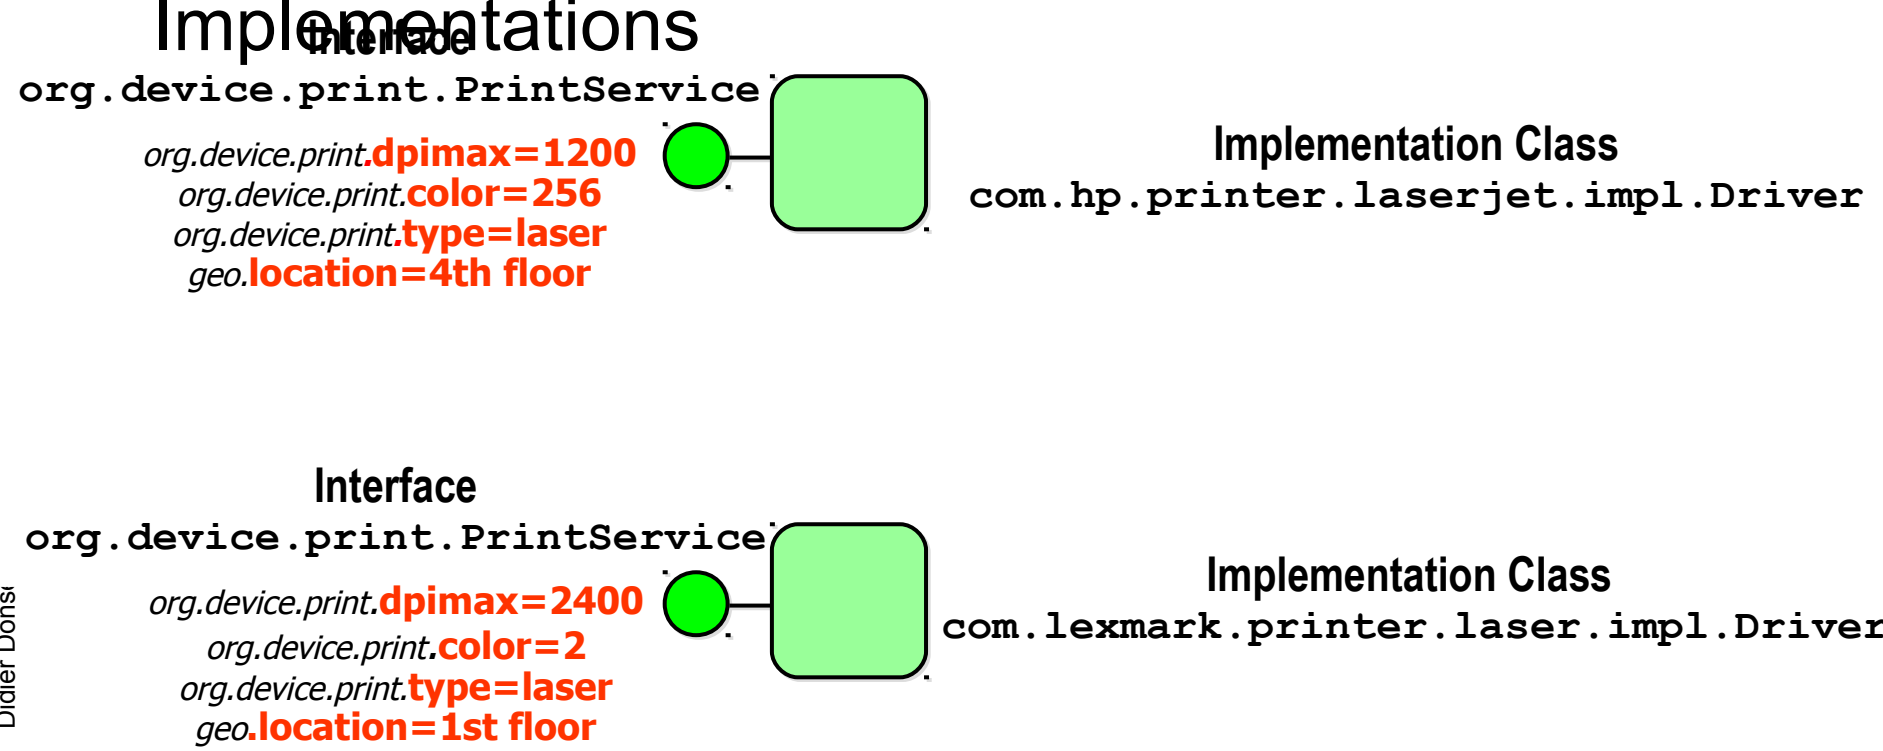 Implementations
Interface
org.device.print.PrintService
org.device.print.dpimax=1200
org.device.print.color=256
org.device.print.type=laser
geo.location=4th floor
Implementation Class
com.hp.printer.laserjet.impl.Driver
Interface
org.device.print.PrintService
org.device.print.dpimax=2400
org.device.print.color=2
org.device.print.type=laser
geo.location=1st floor
Implementation Class
com.lexmark.printer.laser.impl.Driver
Didier